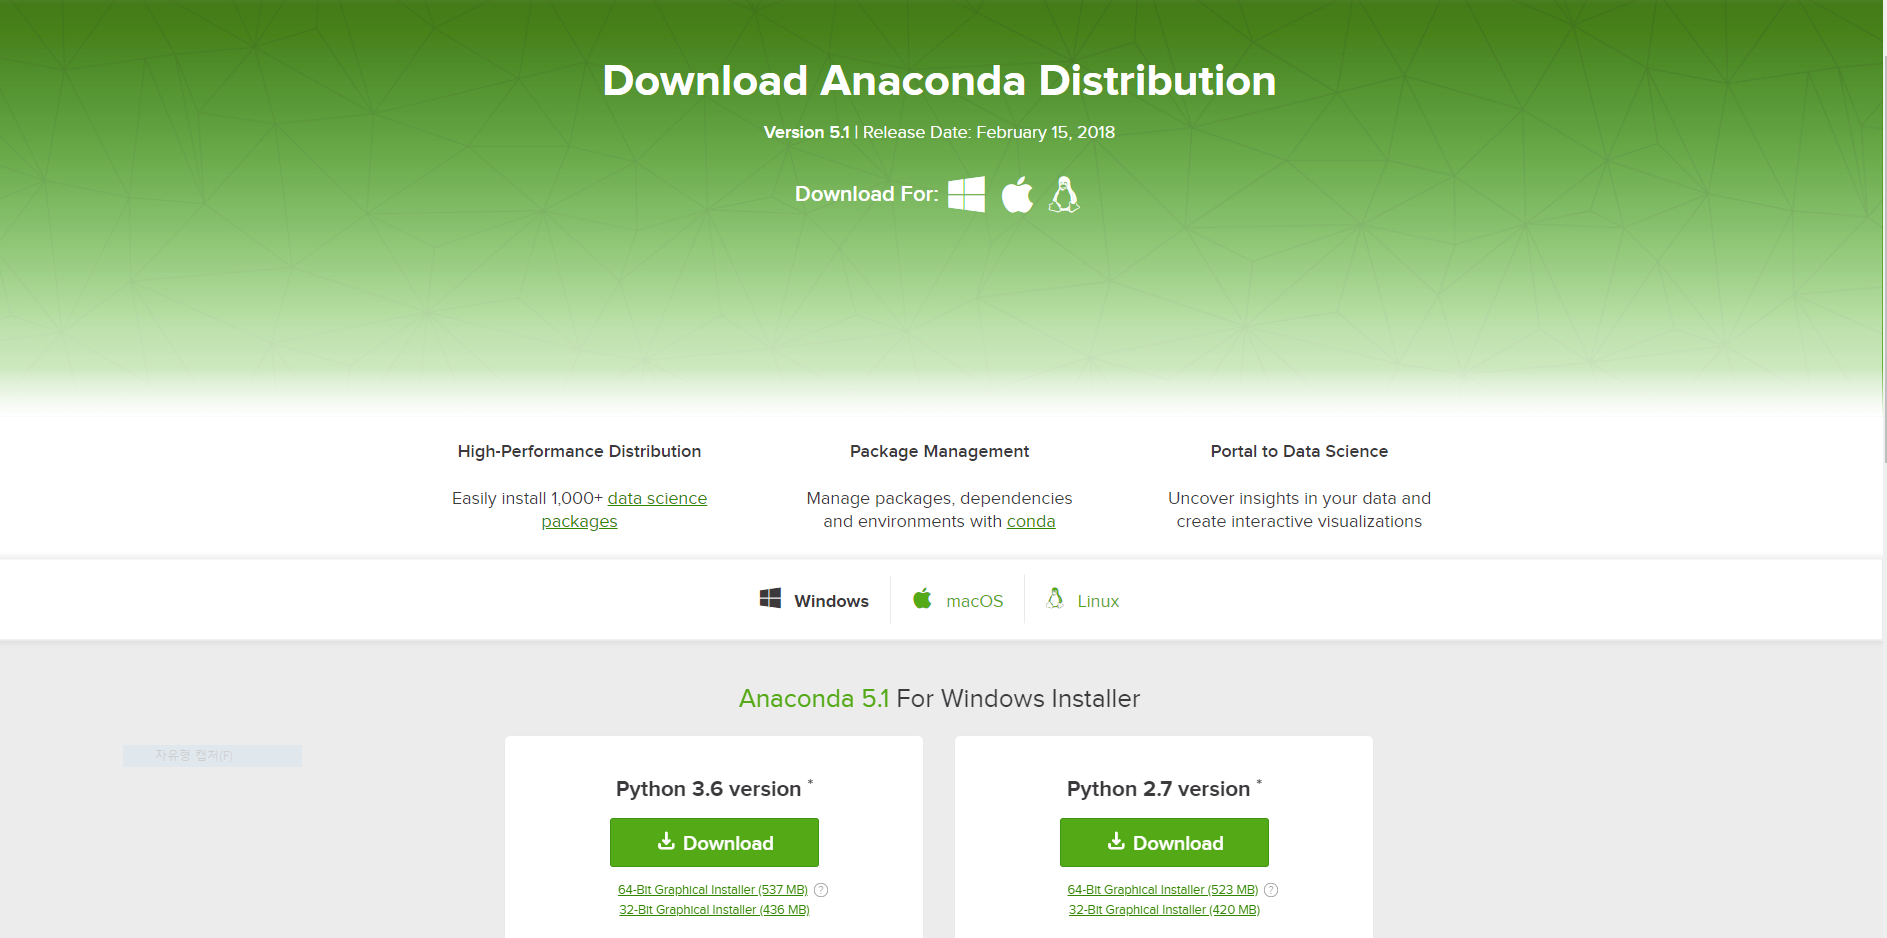 Download Anaconda Distribution
Version 5.1 | Release Date: February 15, 2018
Download For:
High-Performance Distribution
Easily install 1,000+ data science
packages
Package Management
Manage packages, dependencies
and environments with conda
Portal to Data Science
Uncover insights in your data and
create interactive visualizations
Windows
macOS
Linux
Anaconda 5.1 For Windows Installer
자유형 캡처(F)
Python 3.6 version *
Download
64-Bit Graphical Installer (537 MB) ?
32-Bit Graphical Installer (436 MB)
Python 2.7 version *
Download
64-Bit Graphical Installer (523 MB) ?
32-Bit Graphical Installer (420 MB)